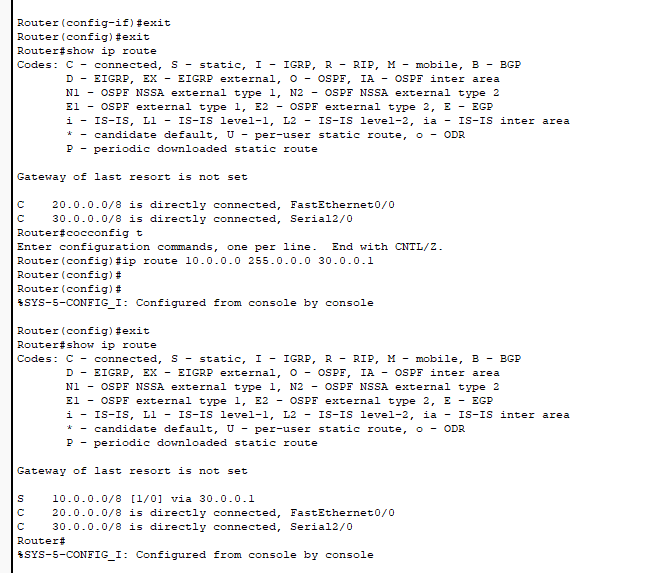 Router(config-if)#exit
Router(config)#exit
Router#show ip route
Codes: C - connected, S - static, I - IGRP, R - RIP, M - mobile, B - BGP
       D - EIGRP, EX - EIGRP external, O - OSPF, IA - OSPF inter area
       N1 - OSPF NSSA external type 1, N2 - OSPF NSSA external type 2
       E1 - OSPF external type 1, E2 - OSPF external type 2, E - EGP
       i - IS-IS, L1 - IS-IS level-1, L2 - IS-IS level-2, ia - IS-IS inter area
       * - candidate default, U - per-user static route, o - ODR
       P - periodic downloaded static route

Gateway of last resort is not set

C    20.0.0.0/8 is directly connected, FastEthernet0/0
C    30.0.0.0/8 is directly connected, Serial2/0
Router#cocconfig t
Enter configuration commands, one per line.  End with CNTL/Z.
Router(config)#ip route 10.0.0.0 255.0.0.0 30.0.0.1
Router(config)#
Router(config)#
%SYS-5-CONFIG_I: Configured from console by console

Router(config)#exit
Router#show ip route
Codes: C - connected, S - static, I - IGRP, R - RIP, M - mobile, B - BGP
       D - EIGRP, EX - EIGRP external, O - OSPF, IA - OSPF inter area
       N1 - OSPF NSSA external type 1, N2 - OSPF NSSA external type 2
       E1 - OSPF external type 1, E2 - OSPF external type 2, E - EGP
       i - IS-IS, L1 - IS-IS level-1, L2 - IS-IS level-2, ia - IS-IS inter area
       * - candidate default, U - per-user static route, o - ODR
       P - periodic downloaded static route

Gateway of last resort is not set

S    10.0.0.0/8 [1/0] via 30.0.0.1
C    20.0.0.0/8 is directly connected, FastEthernet0/0
C    30.0.0.0/8 is directly connected, Serial2/0
Router#
%SYS-5-CONFIG_I: Configured from console by console